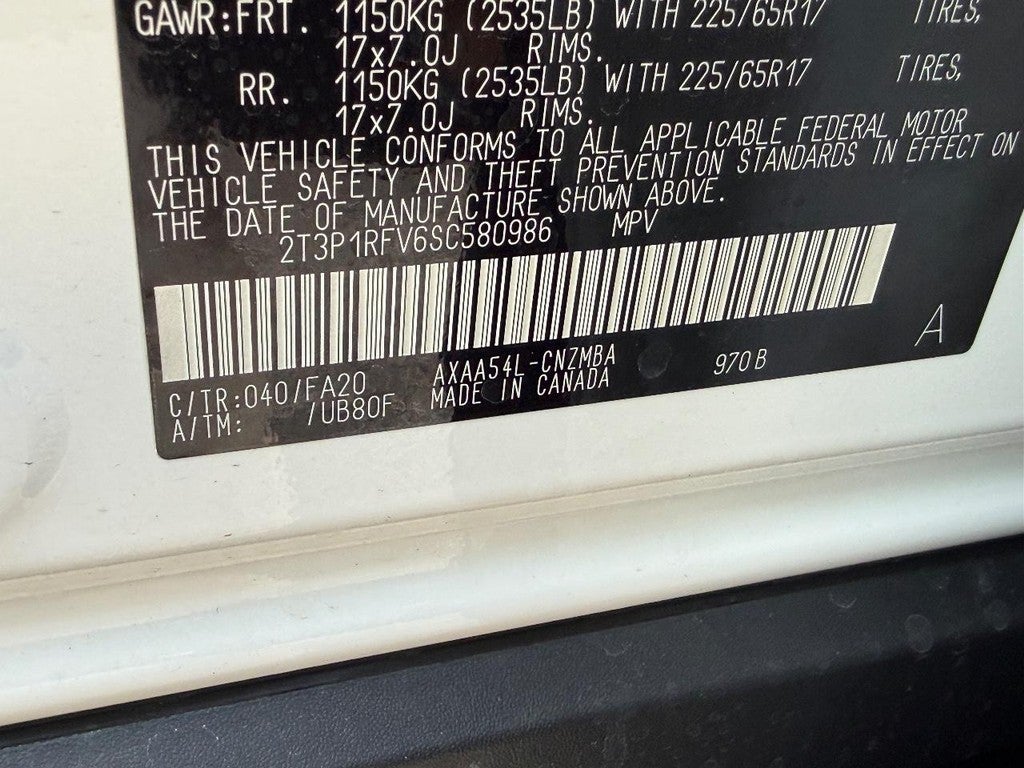 GAWR:FRT. 1150KG (2535LB) WITH 225/65R17 TIRES,
17x7.0J RIMS.
RR. 1150KG (2535LB) WITH 225/65R17 TIRES,
17x7.0J RIMS.
THIS VEHICLE CONFORMS TO ALL APPLICABLE FEDERAL MOTOR
VEHICLE SAFETY AND THEFT PREVENTION STANDARDS IN EFFECT ON
THE DATE OF MANUFACTURE SHOWN ABOVE.
2T3P1RFV6SC580986 MPV
A
C/TR:040/FA20 AXAA54L-CNZMBA 970B
A/TM: /UB80F MADE IN CANADA